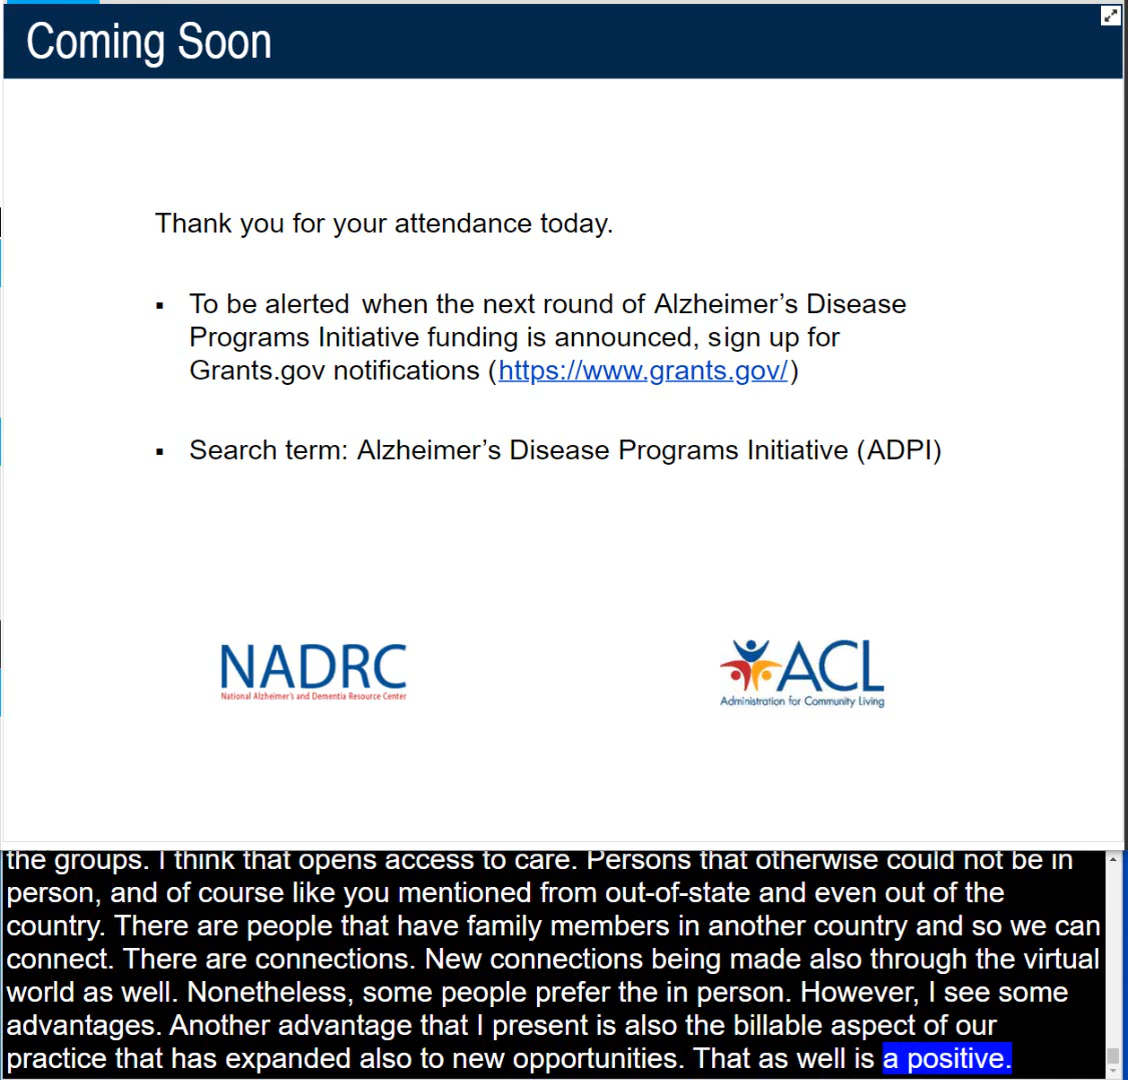 Coming Soon
Thank you for your attendance today.
▪ To be alerted when the next round of Alzheimer’s Disease
Programs Initiative funding is announced, sign up for
Grants.gov notifications (https://www.grants.gov/)
▪ Search term: Alzheimer’s Disease Programs Initiative (ADPI)
NADRC
National Alzheimer's and Dementia Resource Center
ACL
Administration for Community Living
the groups. I think that opens access to care. Persons that otherwise could not be in
person, and of course like you mentioned from out-of-state and even out of the
country. There are people that have family members in another country and so we can
connect. There are connections. New connections being made also through the virtual
world as well. Nonetheless, some people prefer the in person. However, I see some
advantages. Another advantage that I present is also the billable aspect of our
practice that has expanded also to new opportunities. That as well is a positive.